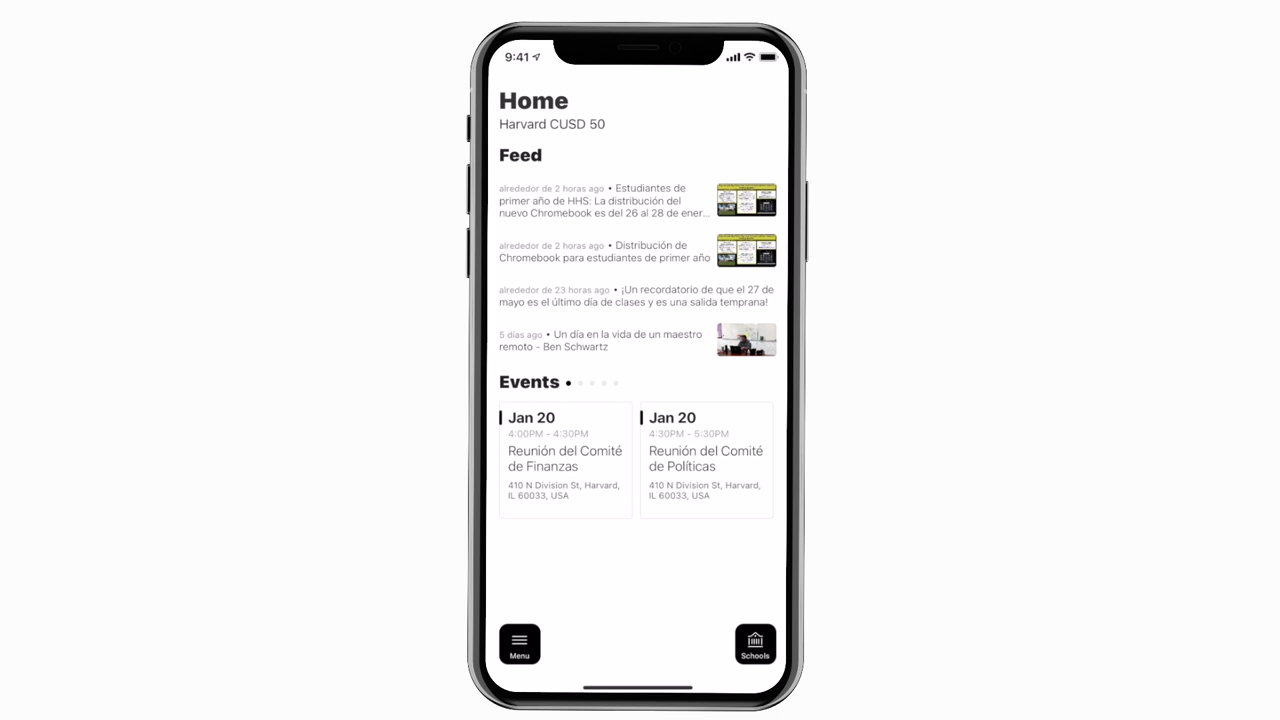 9:41
Home
Harvard CUSD 50
Feed
alrededor de 2 horas ago • Estudiantes de
primer año de HHS: La distribución del
nuevo Chromebook es del 26 al 28 de ener...
alrededor de 2 horas ago • Distribución de
Chromebook para estudiantes de primer año
alrededor de 23 horas ago • ¡Un recordatorio de que el 27 de
mayo es el último día de clases y es una salida temprana!
5 días ago • Un día en la vida de un maestro
remoto - Ben Schwartz
Events
Jan 20
4:00PM - 4:30PM
Reunión del Comité
de Finanzas
410 N Division St, Harvard,
IL 60033, USA
Jan 20
4:30PM - 5:30PM
Reunión del Comité
de Políticas
410 N Division St, Harvard,
IL 60033, USA
Menu
Schools